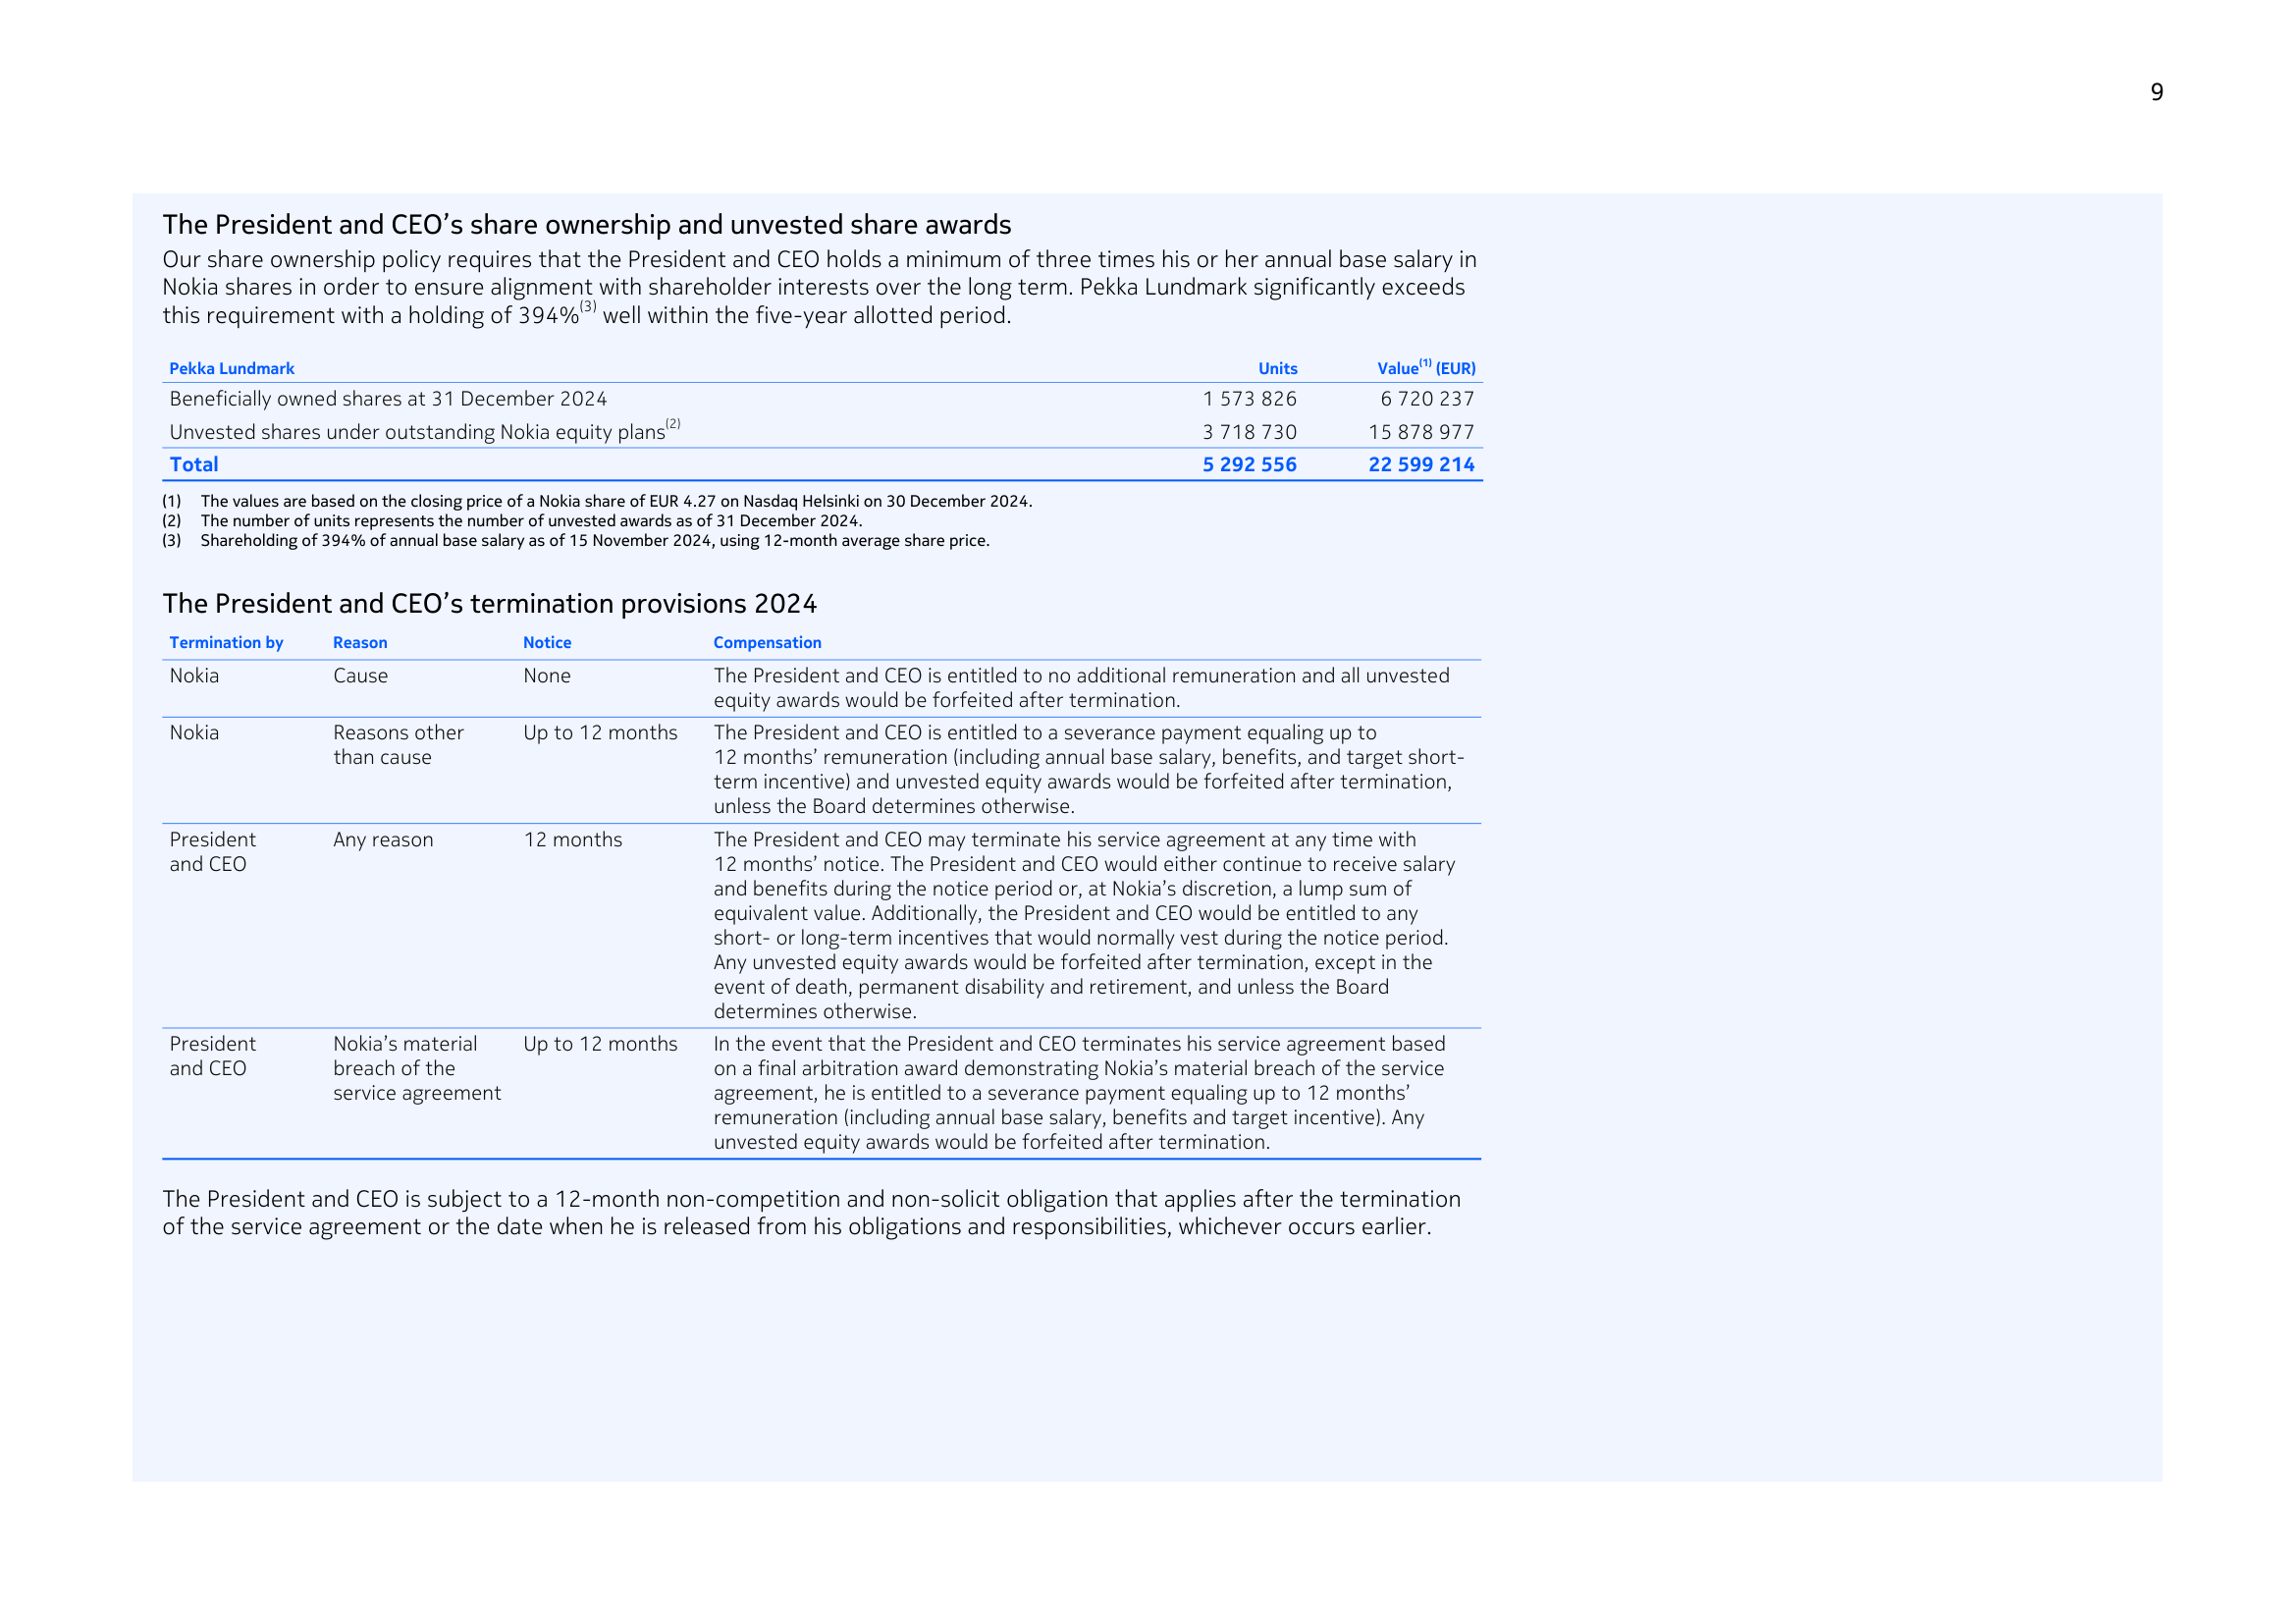 9
The President and CEO’s share ownership and unvested share awards
Our share ownership policy requires that the President and CEO holds a minimum of three times his or her annual base salary in
Nokia shares in order to ensure alignment with shareholder interests over the long term. Pekka Lundmark significantly exceeds
this requirement with a holding of 394%(3) well within the five-year allotted period.
Pekka Lundmark Units Value(1) (EUR)
Beneficially owned shares at 31 December 2024 1 573 826 6 720 237
Unvested shares under outstanding Nokia equity plans(2) 3 718 730 15 878 977
Total 5 292 556 22 599 214
(1) The values are based on the closing price of a Nokia share of EUR 4.27 on Nasdaq Helsinki on 30 December 2024.
(2) The number of units represents the number of unvested awards as of 31 December 2024.
(3) Shareholding of 394% of annual base salary as of 15 November 2024, using 12-month average share price.
The President and CEO’s termination provisions 2024
Termination by Reason Notice Compensation
Nokia Cause None The President and CEO is entitled to no additional remuneration and all unvested
equity awards would be forfeited after termination.
Nokia Reasons other Up to 12 months The President and CEO is entitled to a severance payment equaling up to
than cause 12 months’ remuneration (including annual base salary, benefits, and target short-
term incentive) and unvested equity awards would be forfeited after termination,
unless the Board determines otherwise.
President Any reason 12 months The President and CEO may terminate his service agreement at any time with
and CEO 12 months’ notice. The President and CEO would either continue to receive salary
and benefits during the notice period or, at Nokia’s discretion, a lump sum of
equivalent value. Additionally, the President and CEO would be entitled to any
short- or long-term incentives that would normally vest during the notice period.
Any unvested equity awards would be forfeited after termination, except in the
event of death, permanent disability and retirement, and unless the Board
determines otherwise.
President Nokia’s material Up to 12 months In the event that the President and CEO terminates his service agreement based
and CEO breach of the on a final arbitration award demonstrating Nokia’s material breach of the service
service agreement agreement, he is entitled to a severance payment equaling up to 12 months’
remuneration (including annual base salary, benefits and target incentive). Any
unvested equity awards would be forfeited after termination.
The President and CEO is subject to a 12-month non-competition and non-solicit obligation that applies after the termination
of the service agreement or the date when he is released from his obligations and responsibilities, whichever occurs earlier.